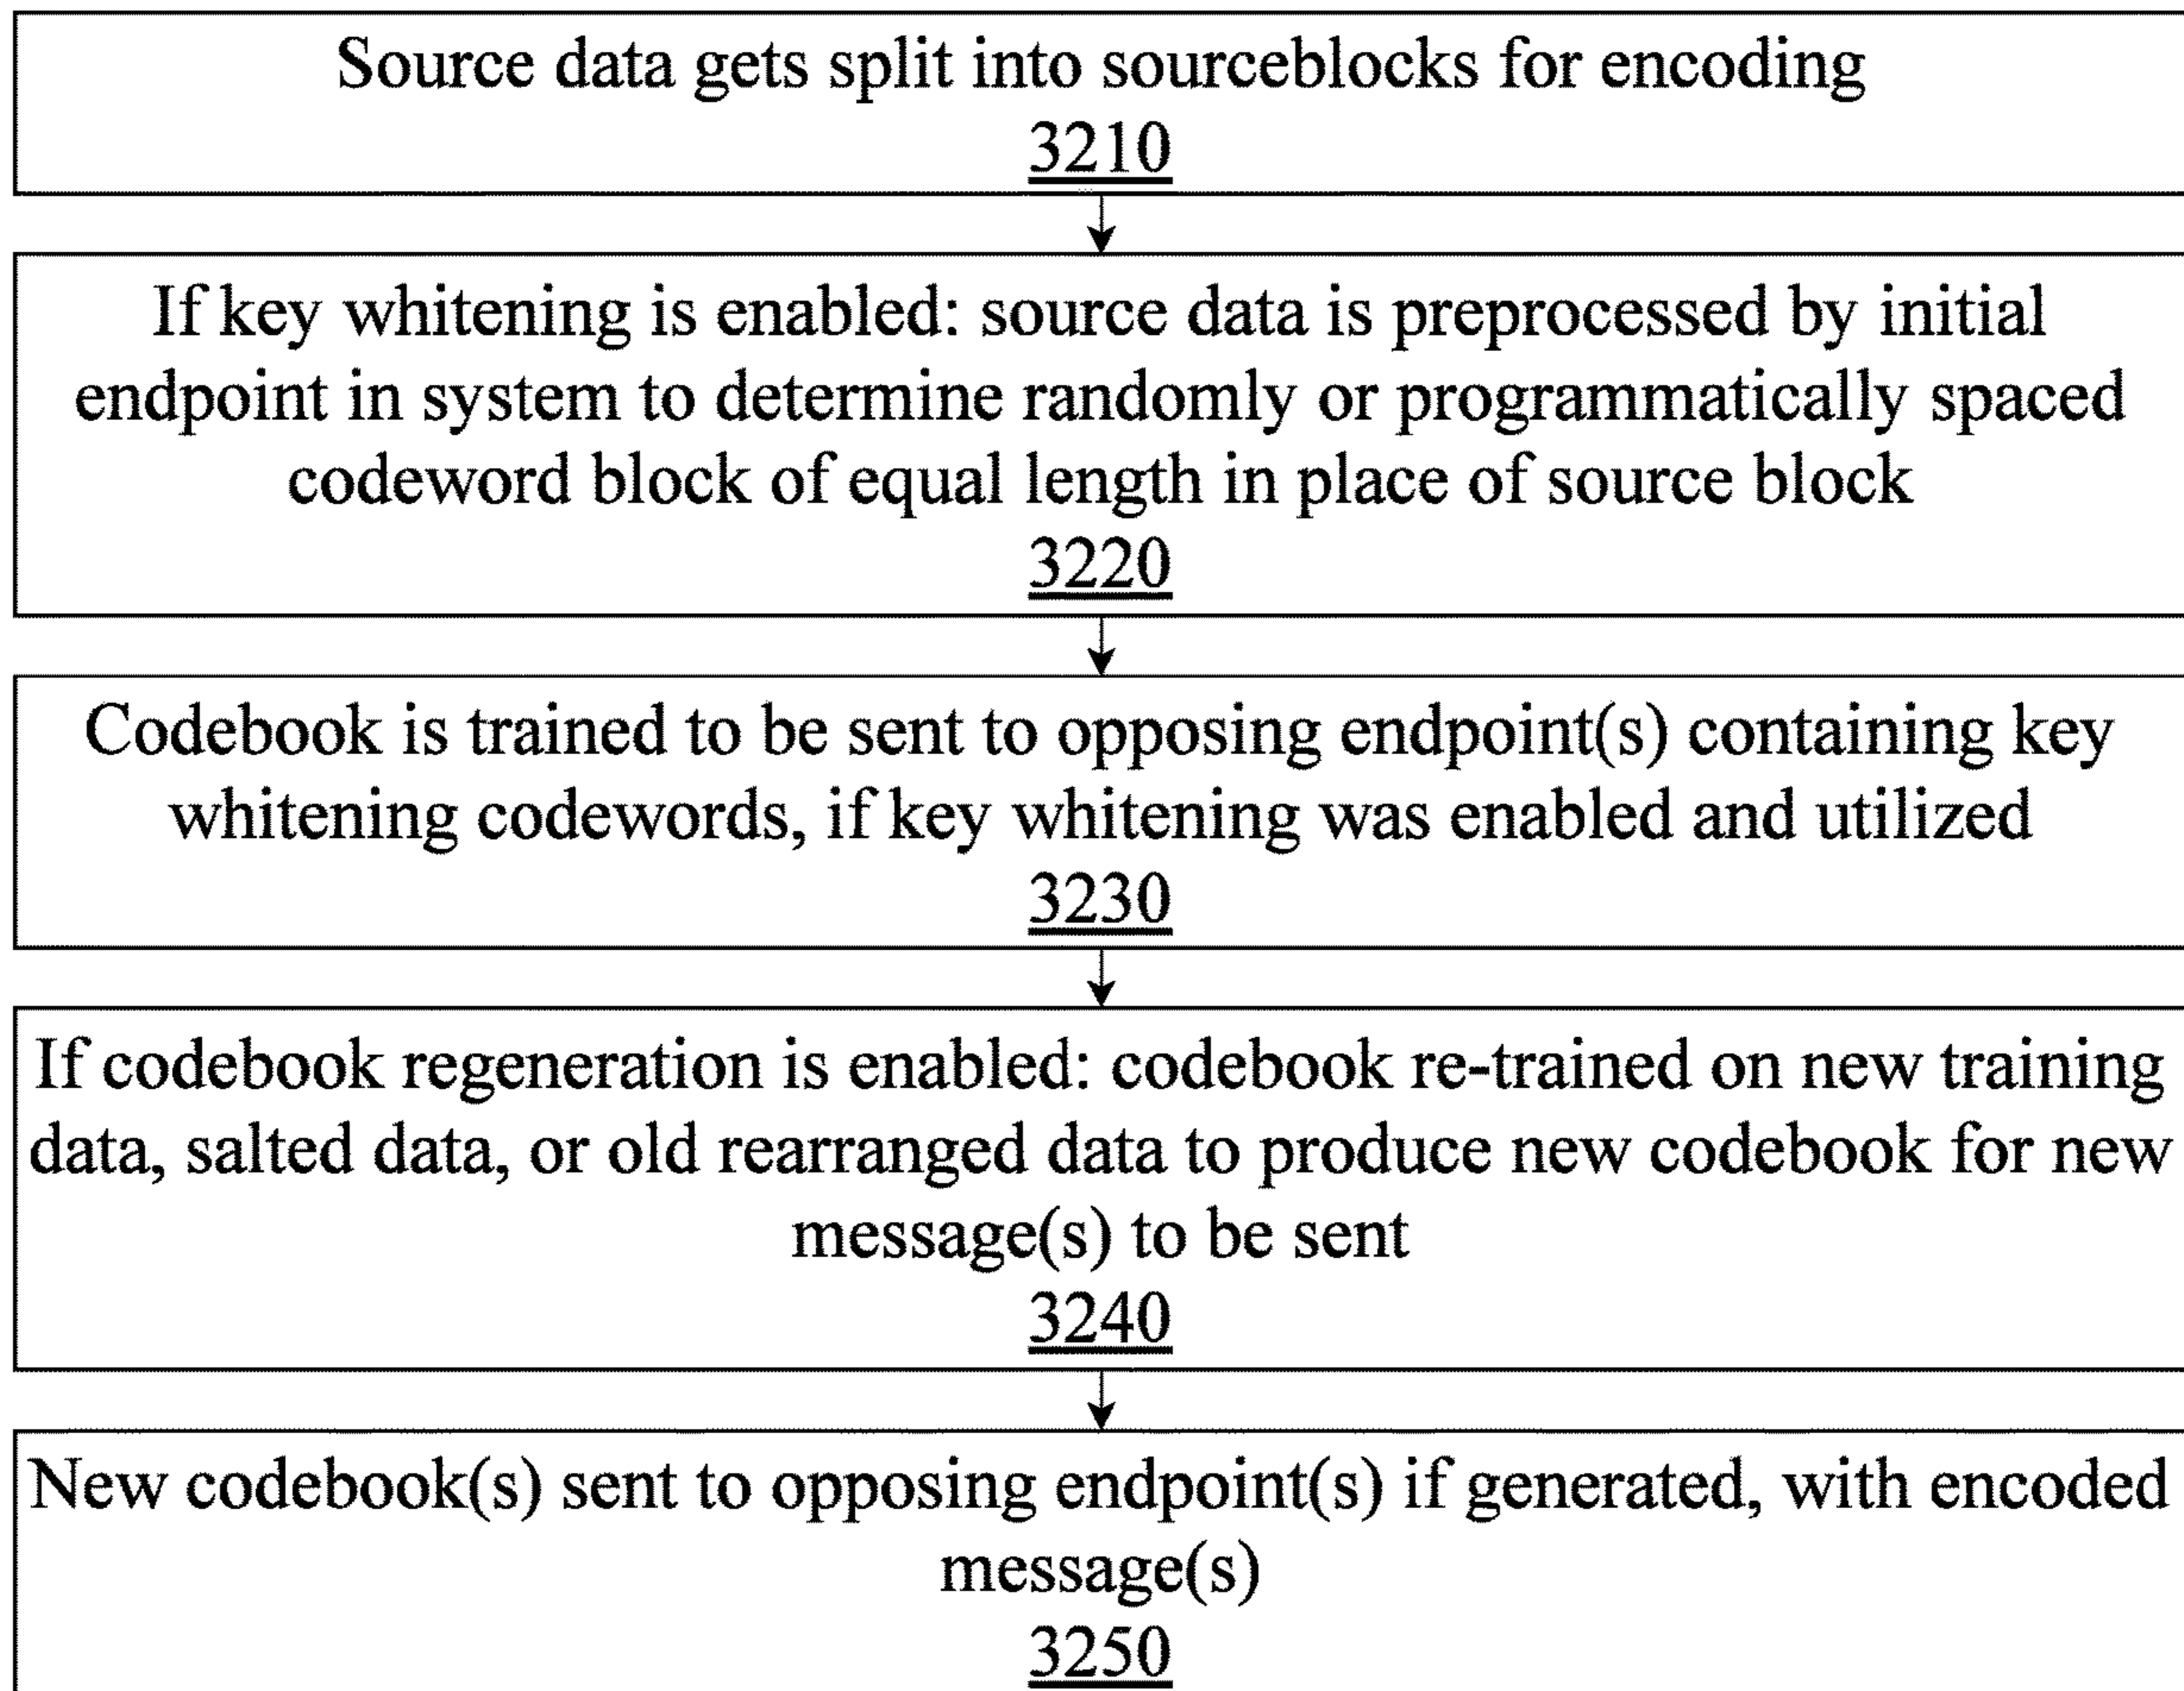 Source data gets split into sourceblocks for encoding
3210
If key whitening is enabled: source data is preprocessed by initial
endpoint in system to determine randomly or programmatically spaced
codeword block of equal length in place of source block
3220
Codebook is trained to be sent to opposing endpoint(s) containing key
whitening codewords, if key whitening was enabled and utilized
3230
If codebook regeneration is enabled: codebook re-trained on new training
data, salted data, or old rearranged data to produce new codebook for new
message(s) to be sent
3240
New codebook(s) sent to opposing endpoint(s) if generated, with encoded
message(s)
3250